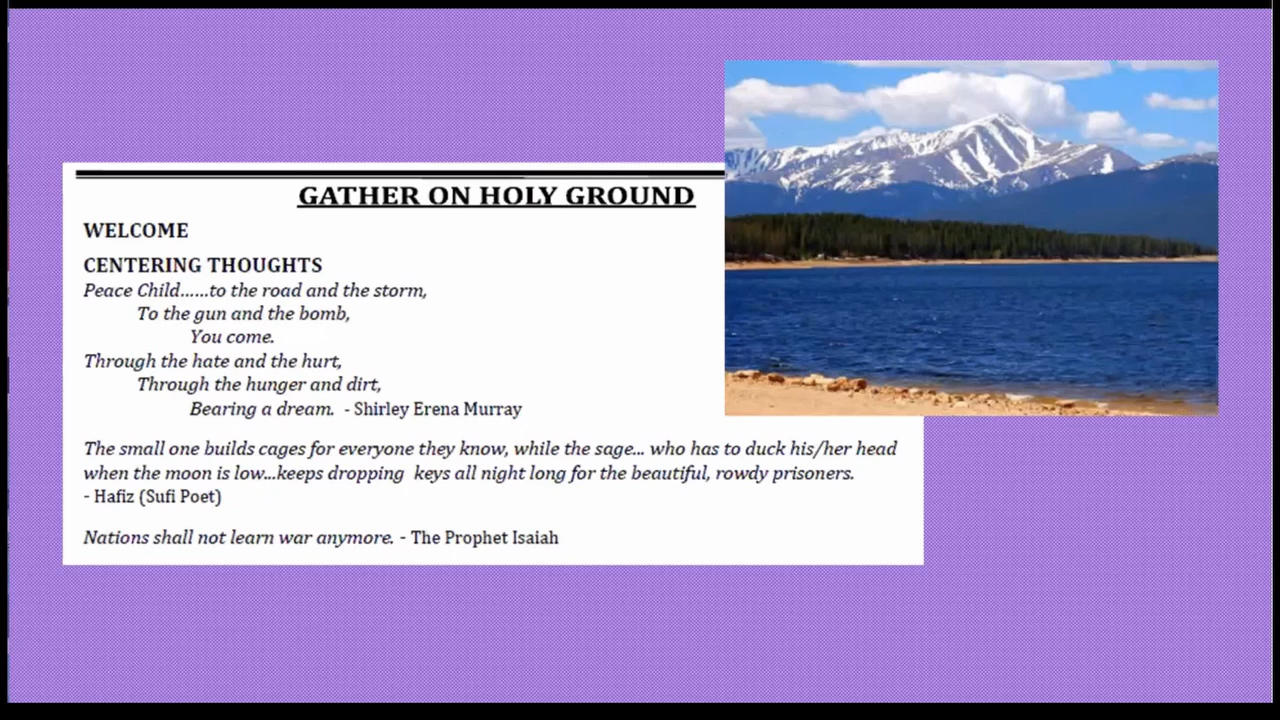 GATHER ON HOLY GROUND
WELCOME
CENTERING THOUGHTS
Peace Child......to the road and the storm,
To the gun and the bomb,
You come.
Through the hate and the hurt,
Through the hunger and dirt,
Bearing a dream. - Shirley Erena Murray
The small one builds cages for everyone they know, while the sage... who has to duck his/her head
when the moon is low...keeps dropping keys all night long for the beautiful, rowdy prisoners.
- Hafiz (Sufi Poet)
Nations shall not learn war anymore. - The Prophet Isaiah